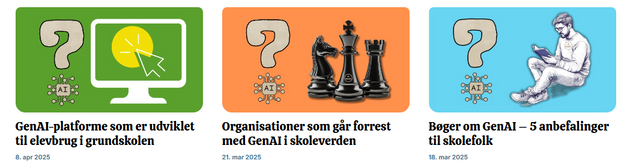 AI
AI
AI
GenAI-platforme som er udviklet
til elevbrug i grundskolen
8. apr 2025
Organisationer som går forrest
med GenAI i skoleverden
21. mar 2025
Bøger om GenAI – 5 anbefalinger
til skolefolk
18. mar 2025